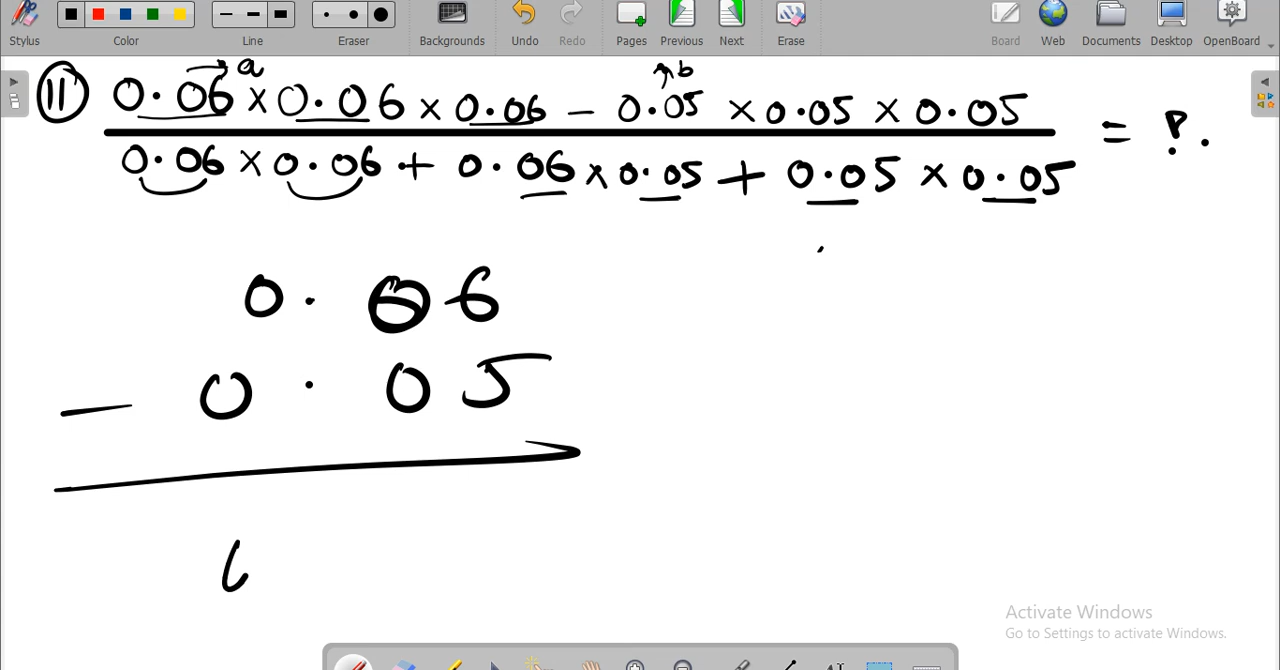 Stylus Color Line Eraser Backgrounds Undo Redo Pages Previous Next Erase Board Web Documents Desktop OpenBoard
a b
11 0.06 × 0.06 × 0.06 - 0.05 × 0.05 × 0.05
= ?.
0.06 × 0.06 + 0.06 × 0.05 + 0.05 × 0.05
0.06
- 0.05
Activate Windows
Go to Settings to activate Windows.